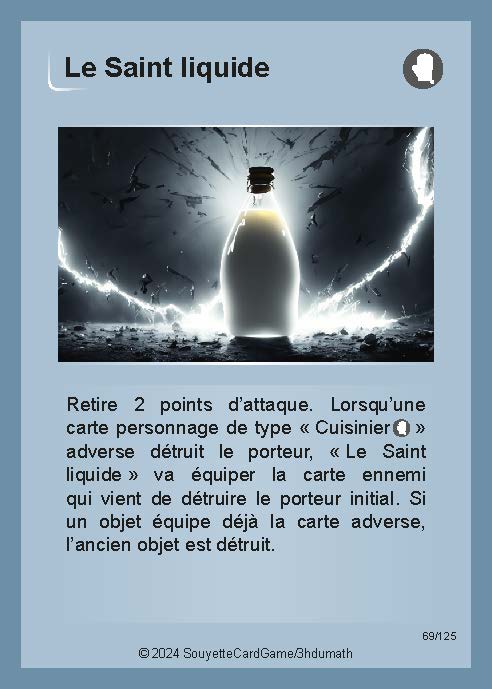 Le Saint liquide
Retire 2 points d'attaque. Lorsqu'une
carte personnage de type « Cuisinier »
adverse détruit le porteur, « Le Saint
liquide » va équiper la carte ennemi
qui vient de détruire le porteur initial. Si
un objet équipe déjà la carte adverse,
l'ancien objet est détruit.
69/125
© 2024 SouyetteCardGame/3hdumath